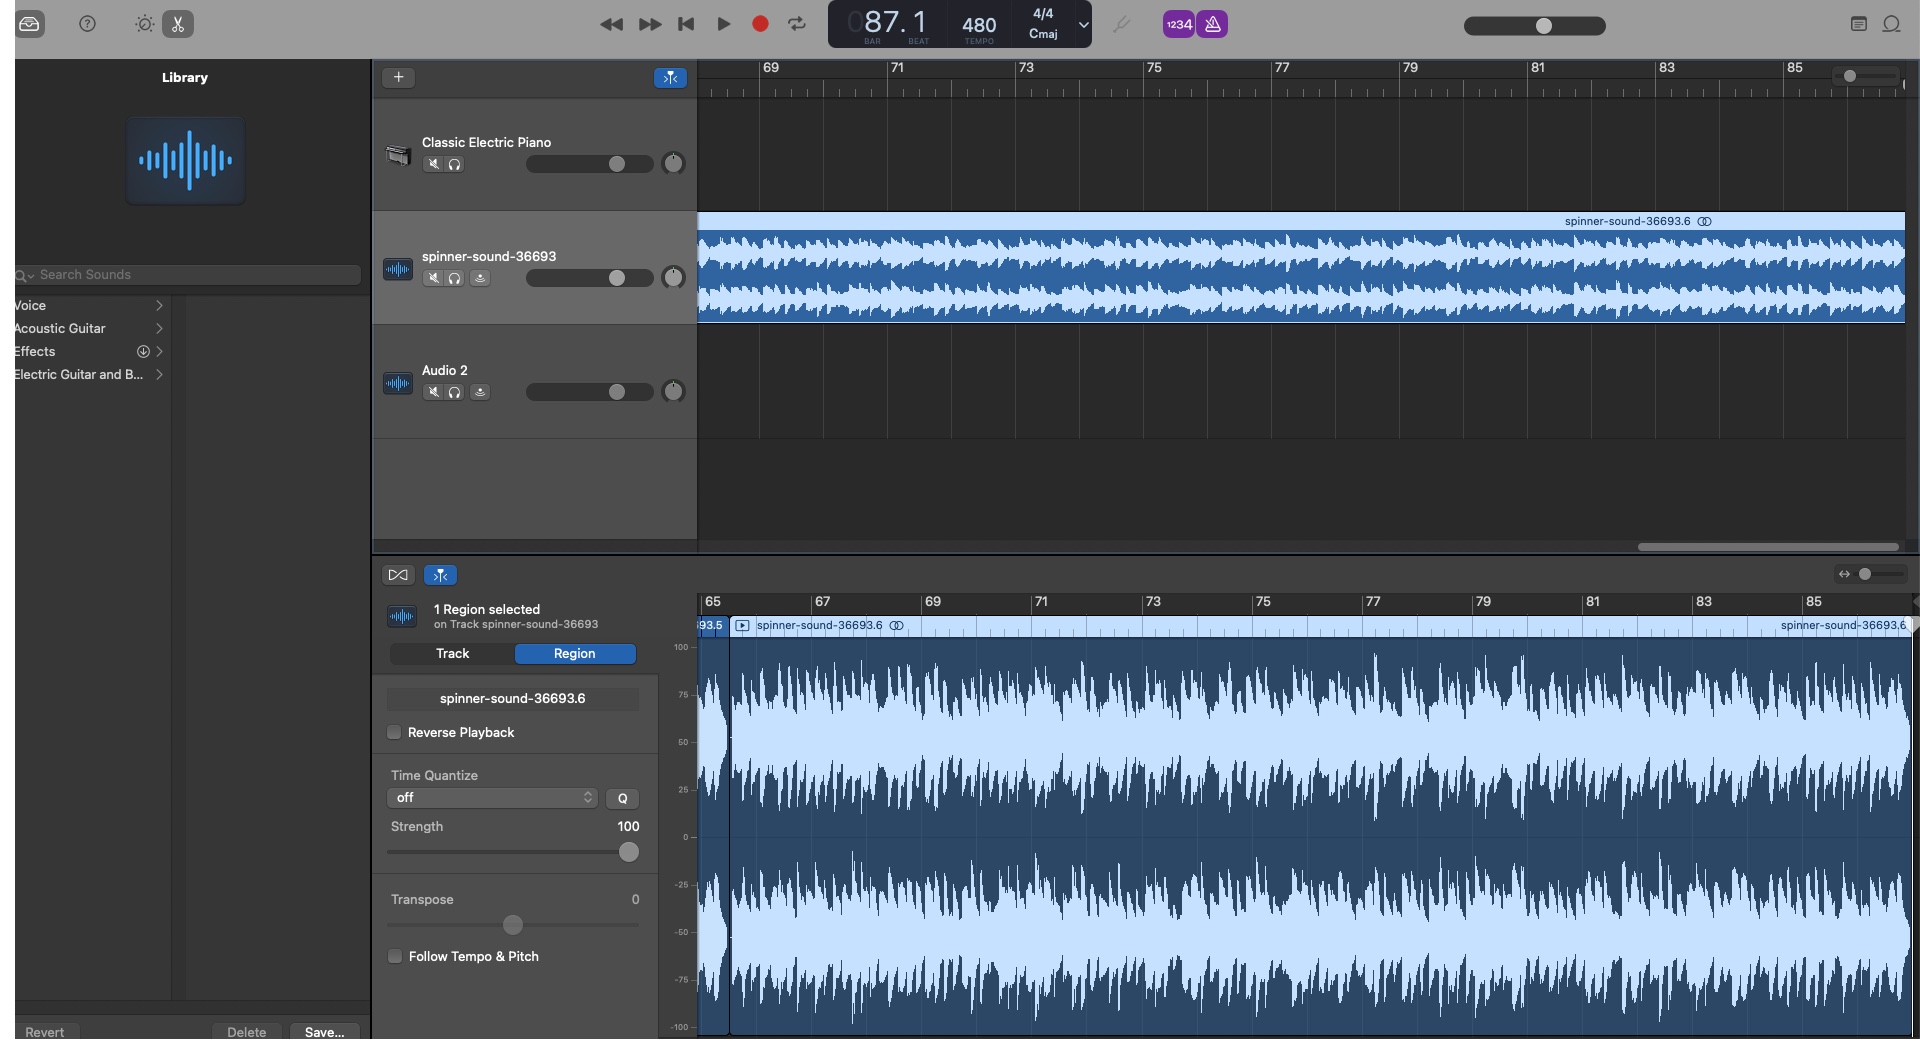 087.1
BAR
BEAT
480
TEMPO
4/4
Cmaj
1234
Library
Search Sounds
Voice
Acoustic Guitar
Effects
Electric Guitar and B...
Revert
Delete
Save...
69 71 73 75 77 79 81 83 85
Classic Electric Piano
spinner-sound-36693
Audio 2
spinner-sound-36693.6
1 Region selected
on Track spinner-sound-36693
Track
Region
spinner-sound-36693.6
Reverse Playback
Time Quantize
off
Q
Strength
100
Transpose
0
Follow Tempo & Pitch
65 67 69 71 73 75 77 79 81 83 85
93.5
spinner-sound-36693.6
spinner-sound-36693.6
100
75
50
25
0
-25
-50
-75
-100